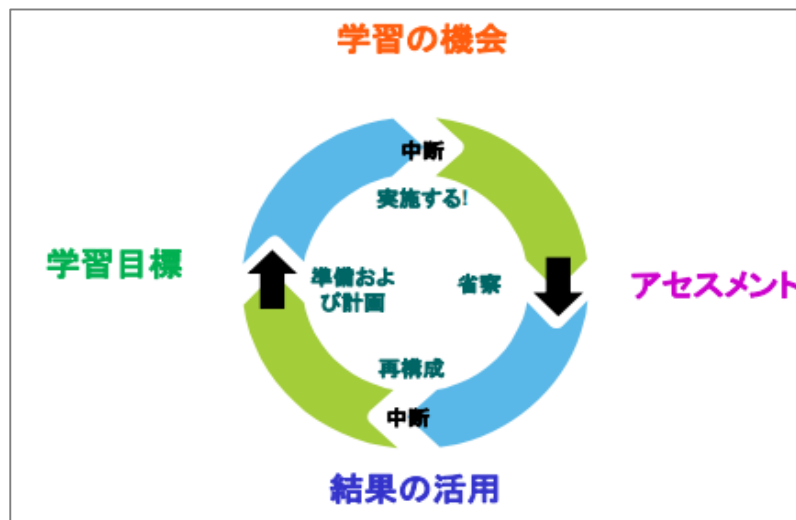 学習の機会
中断
実施する!
学習目標
準備およ
び計画
省察
アセスメント
再構成
中断
結果の活用